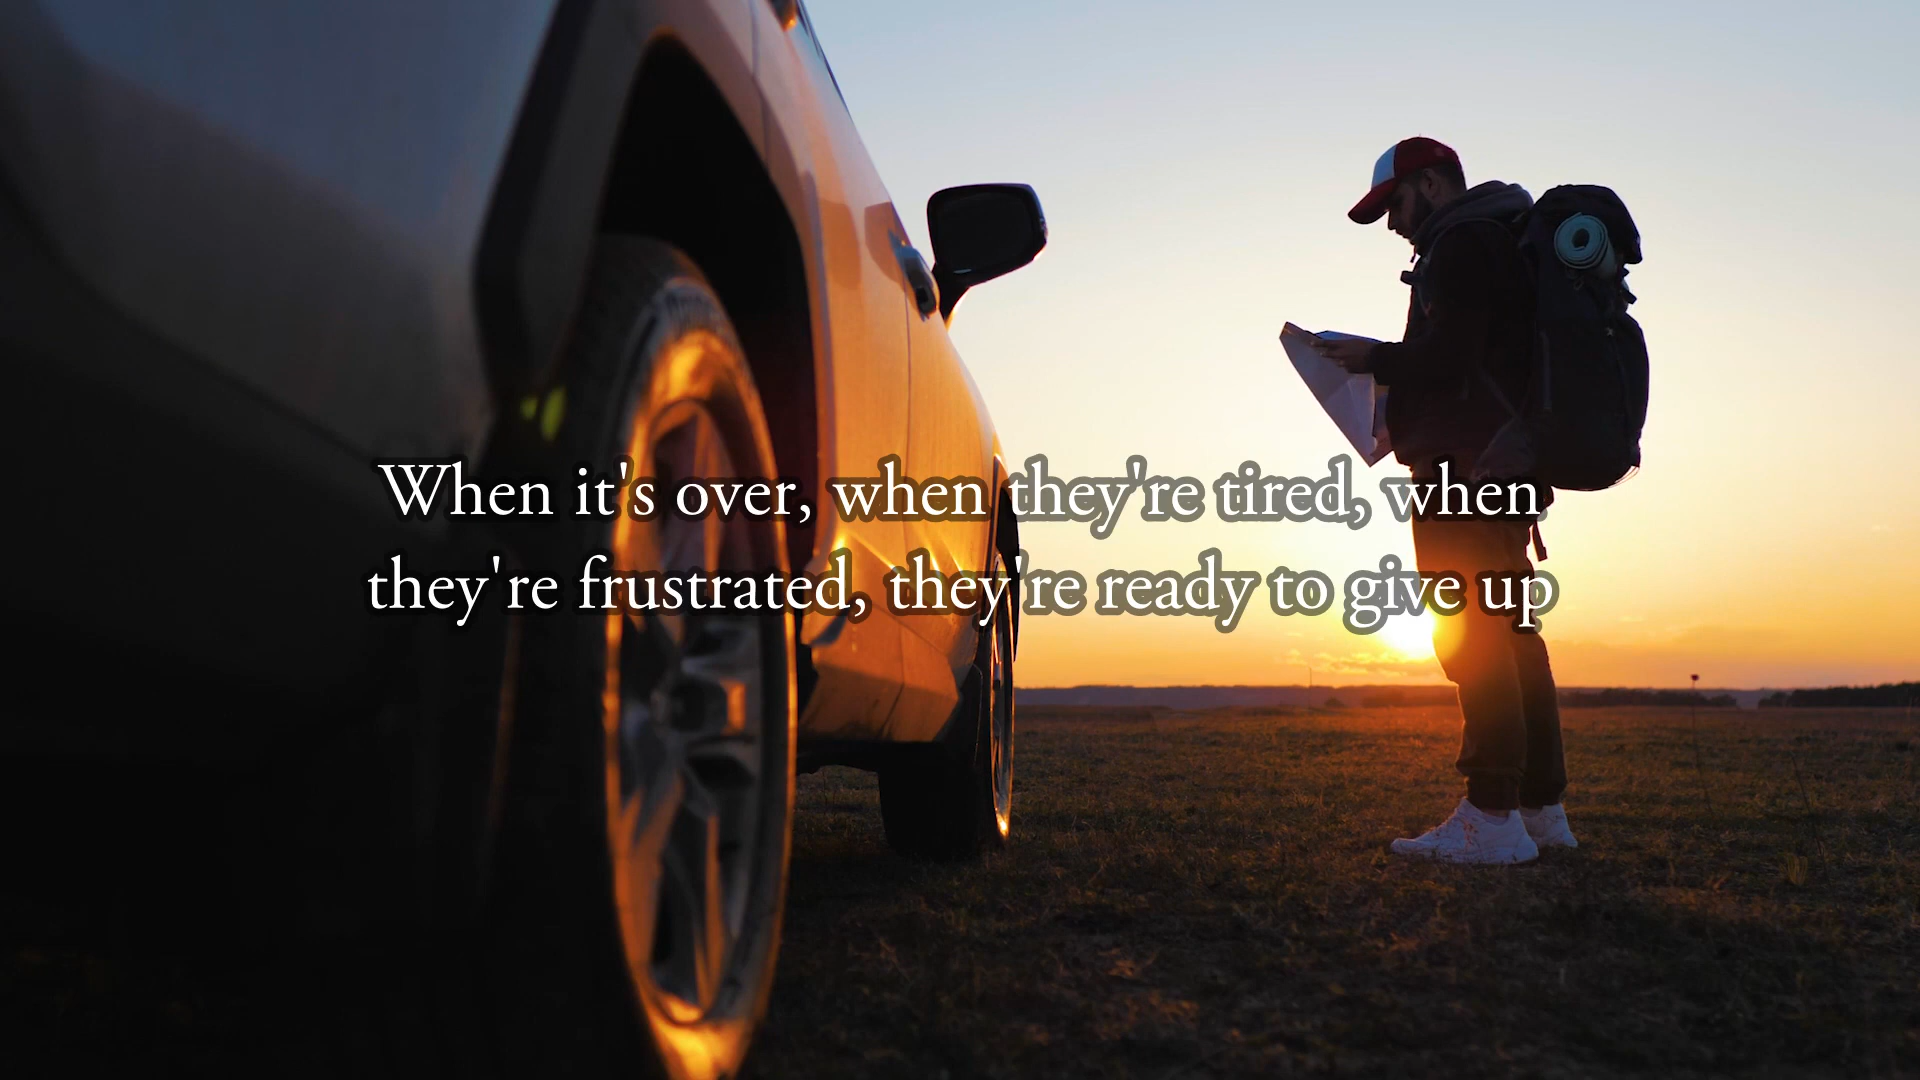 When it's over, when they're tired, when
they're frustrated, they're ready to give up